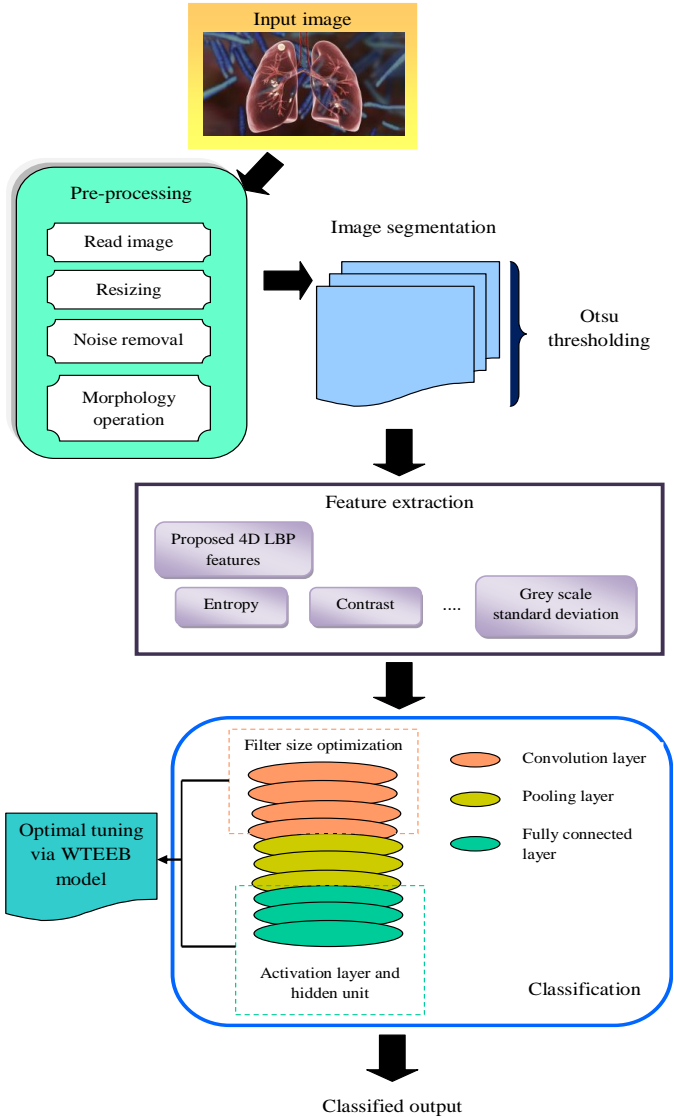 Input image
Pre-processing
Read image
Resizing
Noise removal
Morphology
operation
Image segmentation
Otsu
thresholding
Feature extraction
Proposed 4D LBP
features
Entropy
Contrast
....
Grey scale
standard deviation
Filter size optimization
Convolution layer
Pooling layer
Fully connected
layer
Optimal tuning
via WTEEB
model
Activation layer and
hidden unit
Classification
Classified output